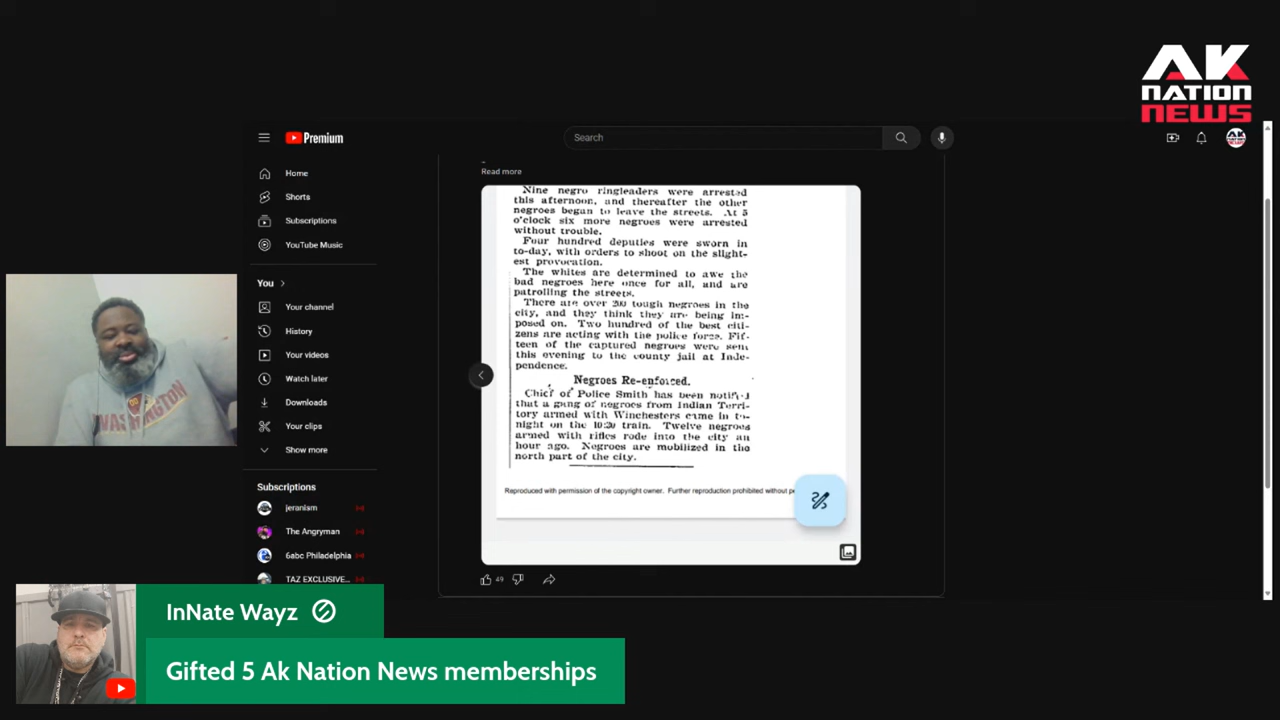 AK
NATION
NEWS
Premium
Search
Home
Shorts
Subscriptions
YouTube Music
You
Your channel
History
Your videos
Watch later
Downloads
Your clips
Show more
Subscriptions
jeranism
The Angryman
6abc Philadelphia
TAZ EXCLUSIVE...
Read more
Nine negro ringleaders were arrested
this afternoon, and thereafter the other
negroes began to leave the streets. At 5
o'clock six more negroes were arrested
without trouble.
Four hundred deputies were sworn in
to-day, with orders to shoot on the slight-
est provocation.
The whites are determined to awe the
bad negroes here once for all, and are
patrolling the streets.
There are over 200 tough negroes in the
city, and they think they are being im-
posed on. Two hundred of the best citi-
zens are acting with the police force. Fif-
teen of the captured negroes were sent
this evening to the county jail at Inde-
pendence.
Negroes Re-enforced.
Chief of Police Smith has been notified
that a gang of negroes from Indian Terri-
tory armed with Winchesters came in to-
night on the 10:20 train. Twelve negroes
armed with rifles rode into the city an
hour ago. Negroes are mobilized in the
north part of the city.
Reproduced with permission of the copyright owner. Further reproduction prohibited without pe
49
WASHINGTON
InNate Wayz
Gifted 5 Ak Nation News memberships